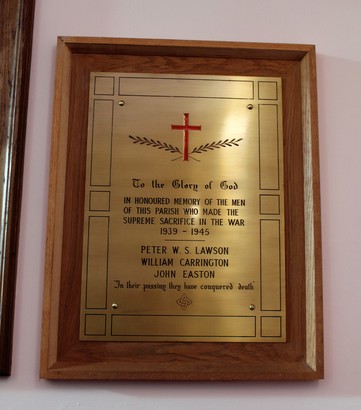 To the Glory of God
IN HONOURED MEMORY OF THE MEN
OF THIS PARISH WHO MADE THE
SUPREME SACRIFICE IN THE WAR
1939 - 1945
PETER W. S. LAWSON
WILLIAM CARRINGTON
JOHN EASTON
"In their passing they have conquered death"